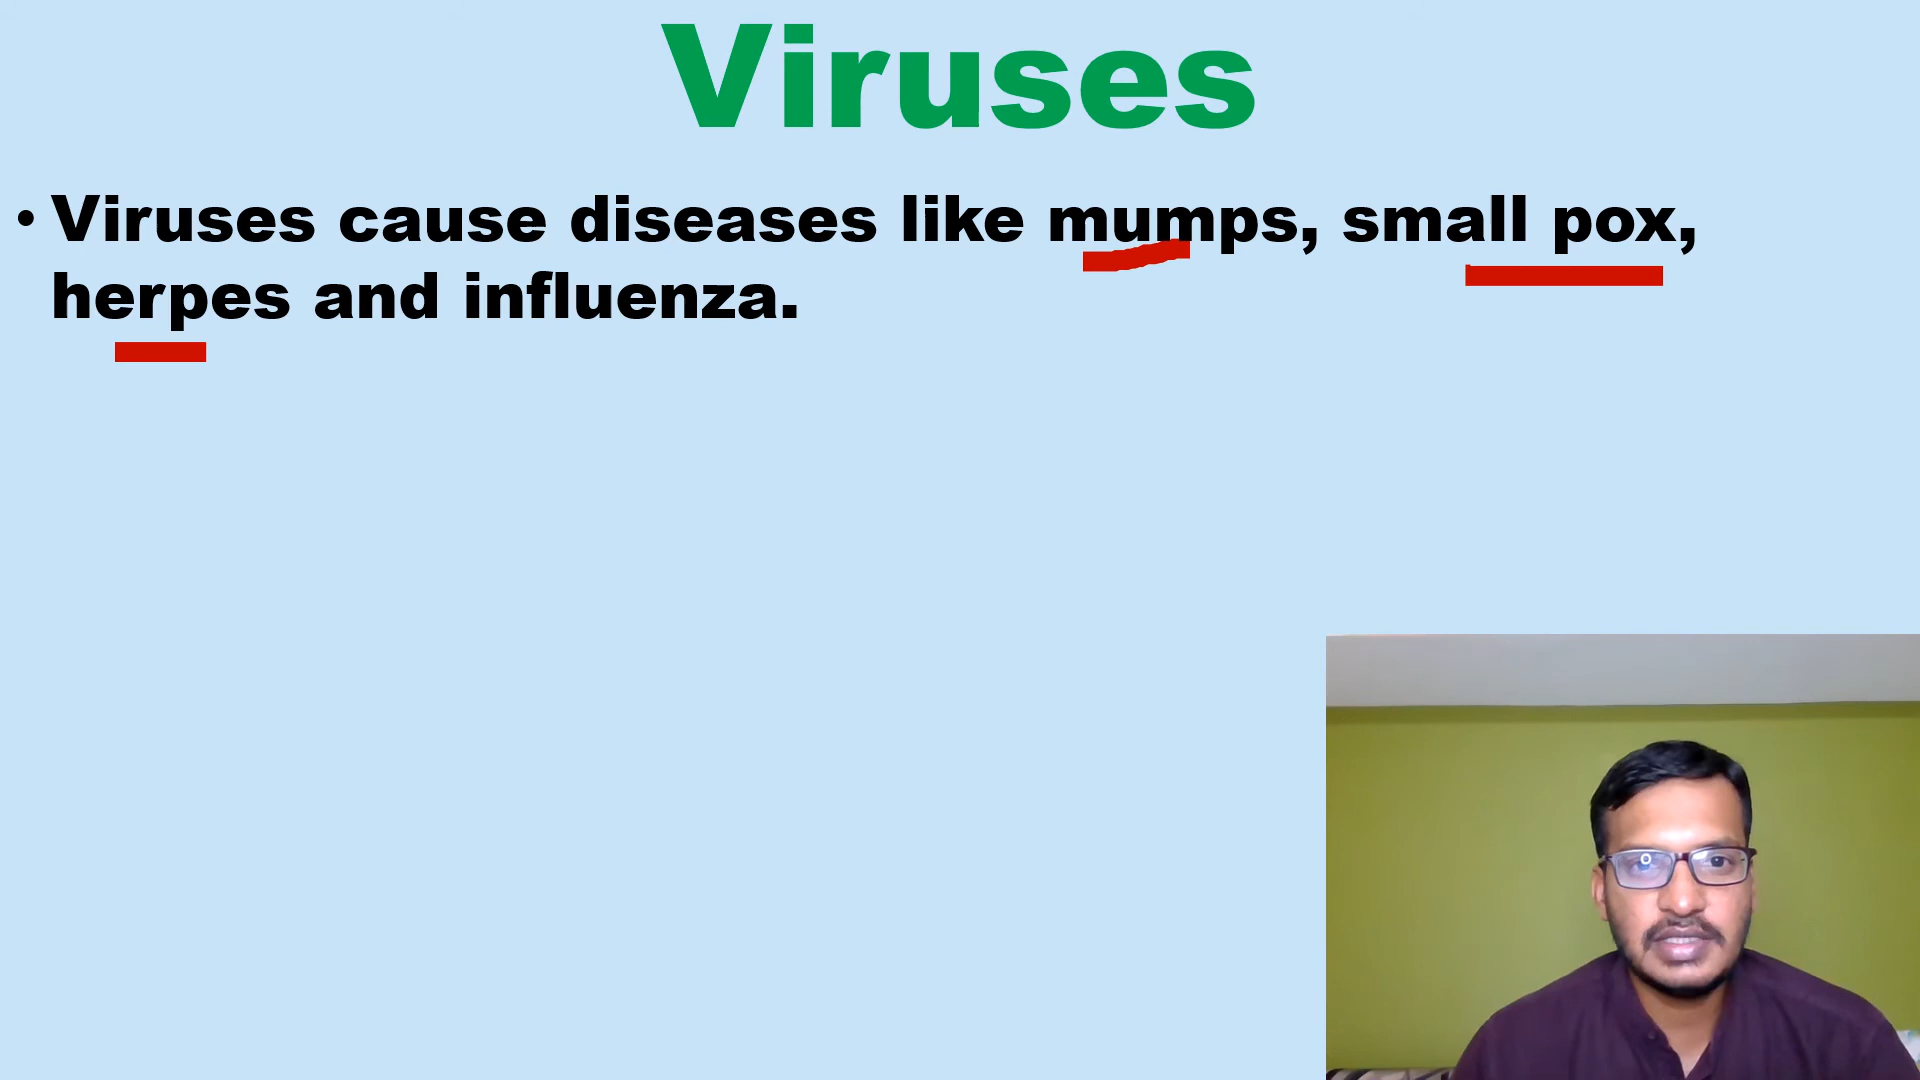 Viruses
• Viruses cause diseases like mumps, small pox,
herpes and influenza.